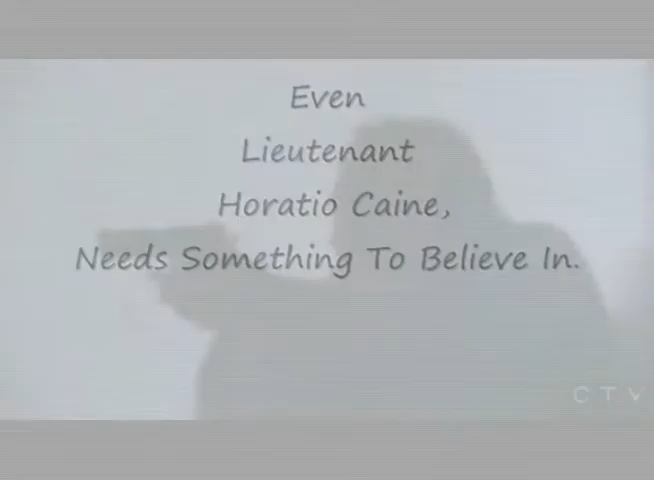 Even
Lieutenant
Horatio Caine,
Needs Something To Believe In.
CTV